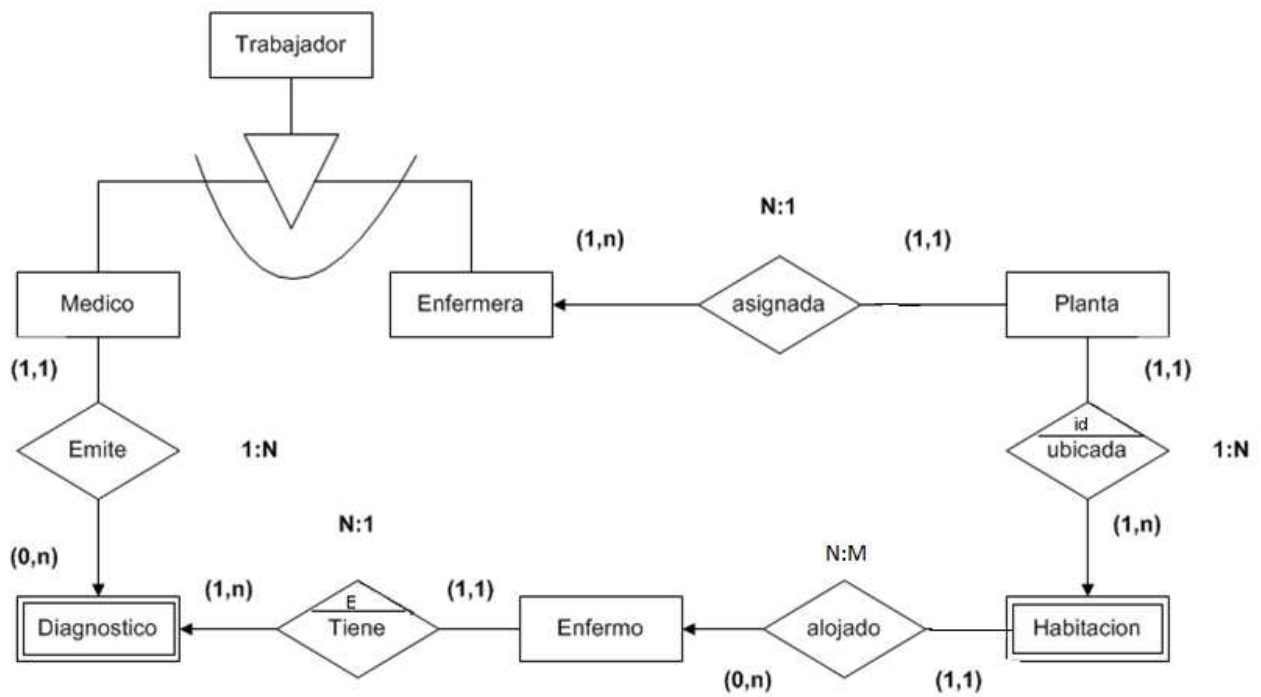 Trabajador
N:1
(1,n)
(1,1)
Medico
Enfermera
asignada
Planta
(1,1)
(1,1)
id
Emite
1:N
ubicada
1:N
N:1
(1,n)
(0,n)
N:M
(1,n)
(1,1)
E
Diagnostico
Tiene
Enfermo
alojado
Habitacion
(0,n)
(1,1)